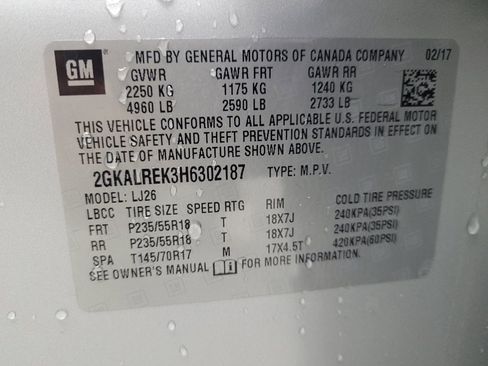 GM
MFD BY GENERAL MOTORS OF CANADA COMPANY 02/17
GVWR GAWR FRT GAWR RR
2250 KG 1175 KG 1240 KG
4960 LB 2590 LB 2733 LB
THIS VEHICLE CONFORMS TO ALL APPLICABLE U.S. FEDERAL MOTOR
VEHICLE SAFETY AND THEFT PREVENTION STANDARDS IN EFFECT ON
THE DATE OF MANUFACTURE SHOWN ABOVE.
2GKALREK3H6302187 TYPE: M.P.V.
MODEL: LJ26
LBCC TIRE SIZE SPEED RTG RIM COLD TIRE PRESSURE
FRT P235/55R18 T 18X7J 240KPA(35PSI)
RR P235/55R18 T 18X7J 240KPA(35PSI)
SPA T145/70R17 M 17X4.5T 420KPA(60PSI)
SEE OWNER'S MANUAL FOR MORE INFORMATION.